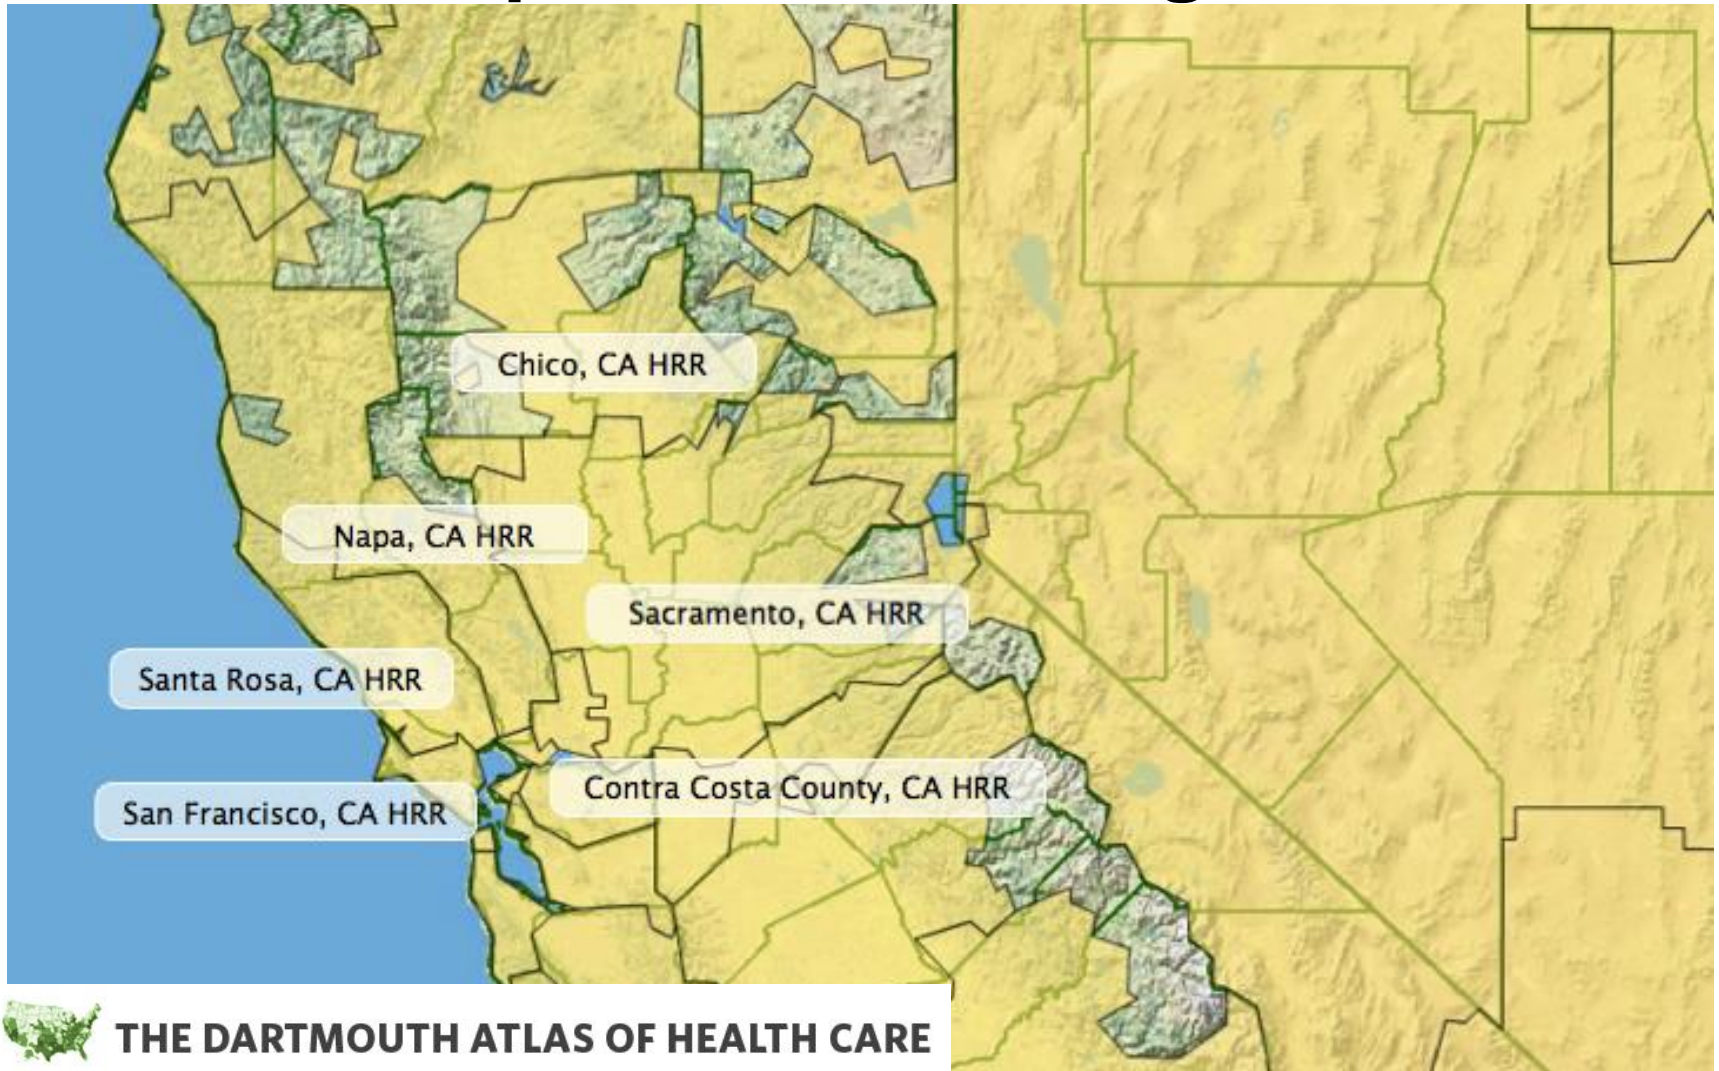 Chico, CA HRR
Napa, CA HRR
Sacramento, CA HRR
Santa Rosa, CA HRR
Contra Costa County, CA HRR
San Francisco, CA HRR
THE DARTMOUTH ATLAS OF HEALTH CARE